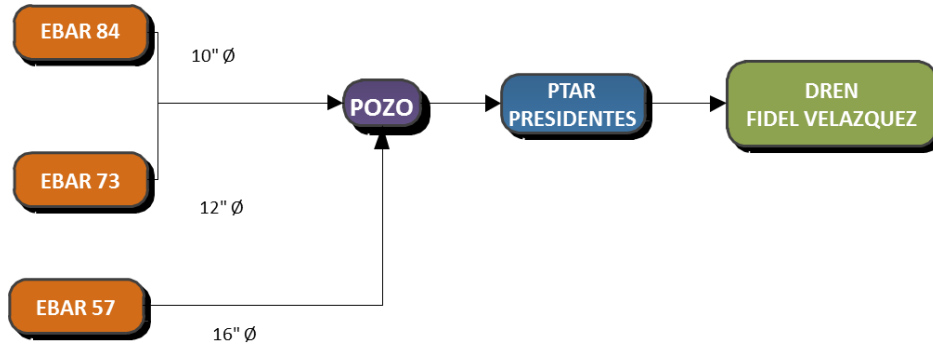 EBAR 84
10" Ø
POZO
PTAR
PRESIDENTES
DREN
FIDEL VELAZQUEZ
EBAR 73
12" Ø
EBAR 57
16" Ø